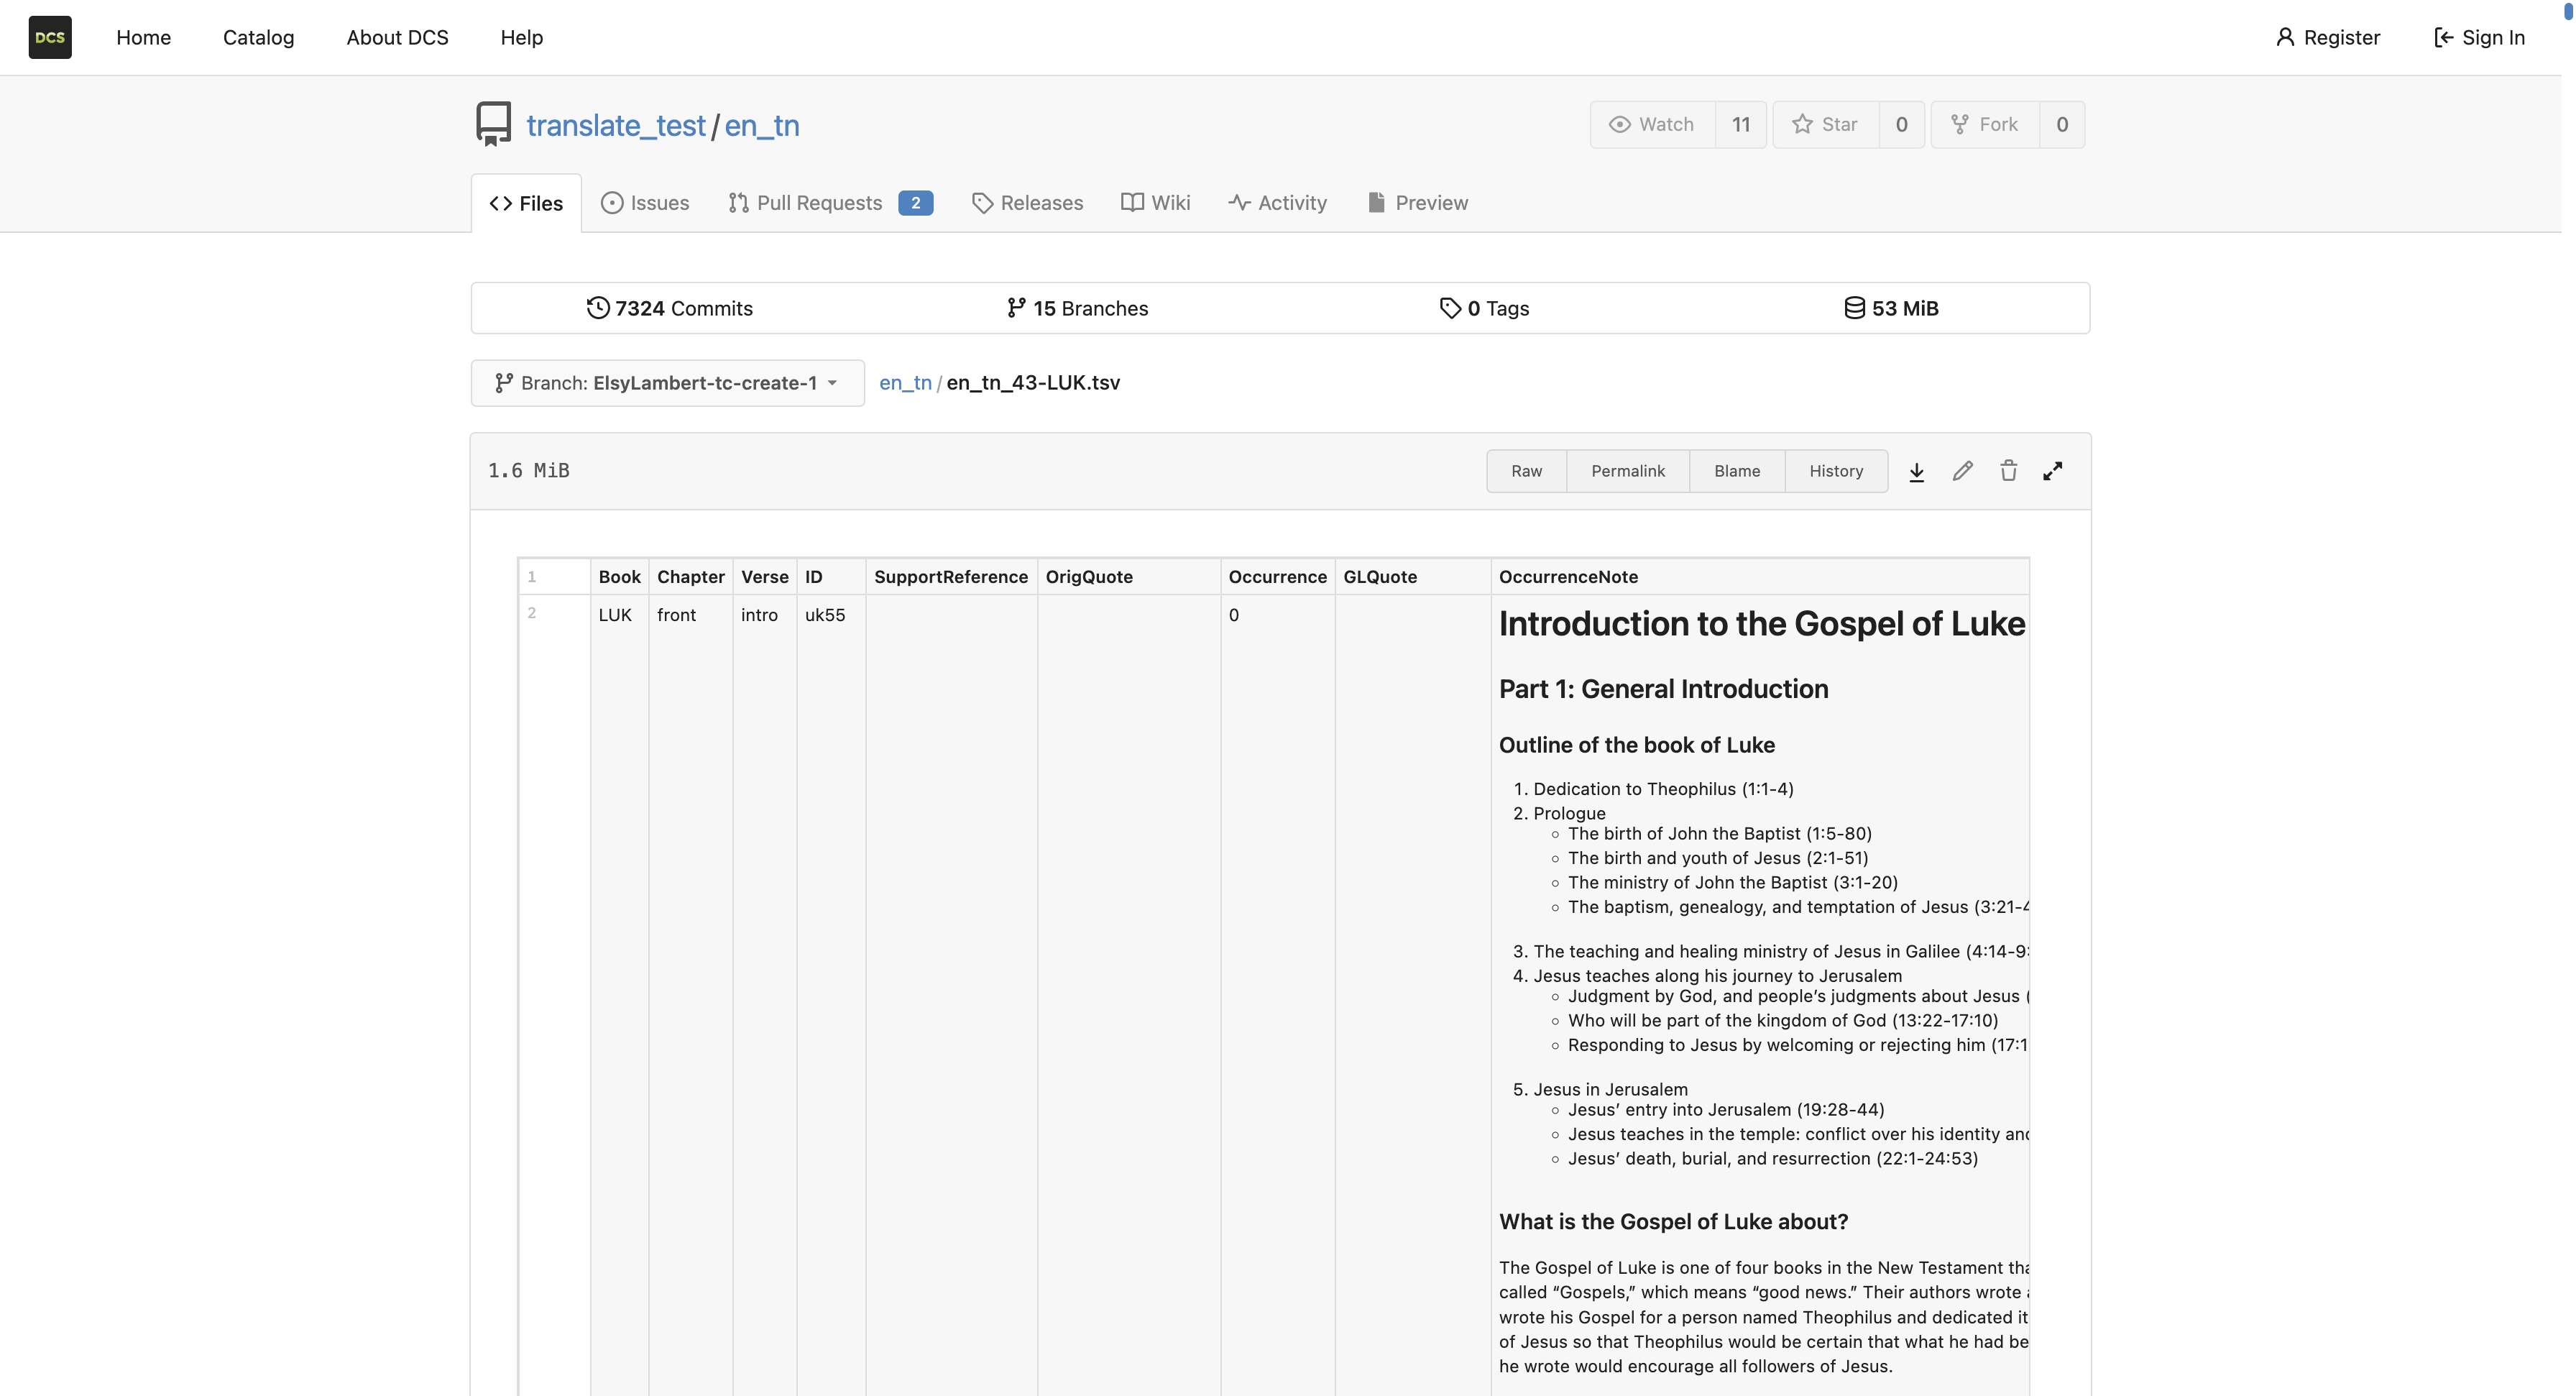 DCS Home Catalog About DCS Help Register Sign In
translate_test / en_tn Watch 11 Star 0 Fork 0
Files Issues Pull Requests 2 Releases Wiki Activity Preview
7324 Commits 15 Branches 0 Tags 53 MiB
Branch: ElsyLambert-tc-create-1 en_tn / en_tn_43-LUK.tsv
1.6 MiB Raw Permalink Blame History
1 Book Chapter Verse ID SupportReference OrigQuote Occurrence GLQuote OccurrenceNote
2 LUK front intro uk55 0 Introduction to the Gospel of Luke
Part 1: General Introduction
Outline of the book of Luke
1. Dedication to Theophilus (1:1-4)
2. Prologue
The birth of John the Baptist (1:5-80)
The birth and youth of Jesus (2:1-51)
The ministry of John the Baptist (3:1-20)
The baptism, genealogy, and temptation of Jesus (3:21-4
3. The teaching and healing ministry of Jesus in Galilee (4:14-9:
4. Jesus teaches along his journey to Jerusalem
Judgment by God, and people’s judgments about Jesus (
Who will be part of the kingdom of God (13:22-17:10)
Responding to Jesus by welcoming or rejecting him (17:1
5. Jesus in Jerusalem
Jesus’ entry into Jerusalem (19:28-44)
Jesus teaches in the temple: conflict over his identity and
Jesus’ death, burial, and resurrection (22:1-24:53)
What is the Gospel of Luke about?
The Gospel of Luke is one of four books in the New Testament tha
called “Gospels,” which means “good news.” Their authors wrote a
wrote his Gospel for a person named Theophilus and dedicated it
of Jesus so that Theophilus would be certain that what he had be
he wrote would encourage all followers of Jesus.